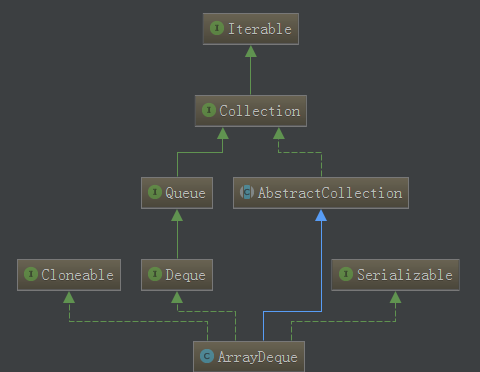 I Iterable
I Collection
I Queue
C AbstractCollection
I Cloneable
I Deque
I Serializable
C ArrayDeque